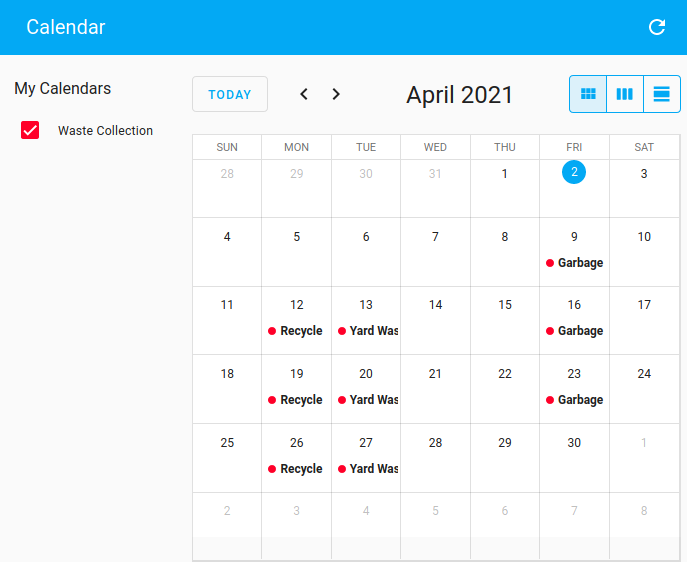 Calendar
My Calendars
Waste Collection
TODAY
April 2021
SUN MON TUE WED THU FRI SAT
28 29 30 31 1 2 3
4 5 6 7 8 9 10
Garbage
11 12 13 14 15 16 17
Recycle Yard Was Garbage
18 19 20 21 22 23 24
Recycle Yard Was Garbage
25 26 27 28 29 30 1
Recycle Yard Was
2 3 4 5 6 7 8